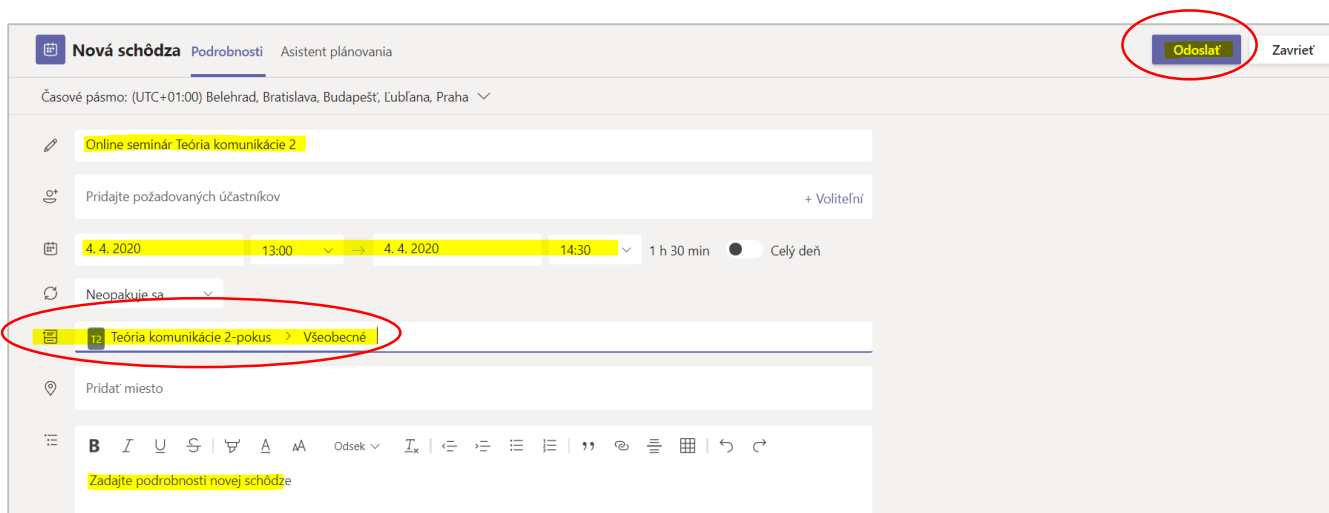 Nová schôdza Podrobnosti Asistent plánovania Odoslať Zavrieť
Časové pásmo: (UTC+01:00) Belehrad, Bratislava, Budapešť, Ľubľana, Praha
Online seminár Teória komunikácie 2
Pridajte požadovaných účastníkov + Voliteľní
4. 4. 2020 13:00 → 4. 4. 2020 14:30 1 h 30 min Celý deň
Neopakuje sa
T2 Teória komunikácie 2-pokus > Všeobecné
Pridať miesto
B I U S A AA Odsek Tx
Zadajte podrobnosti novej schôdze